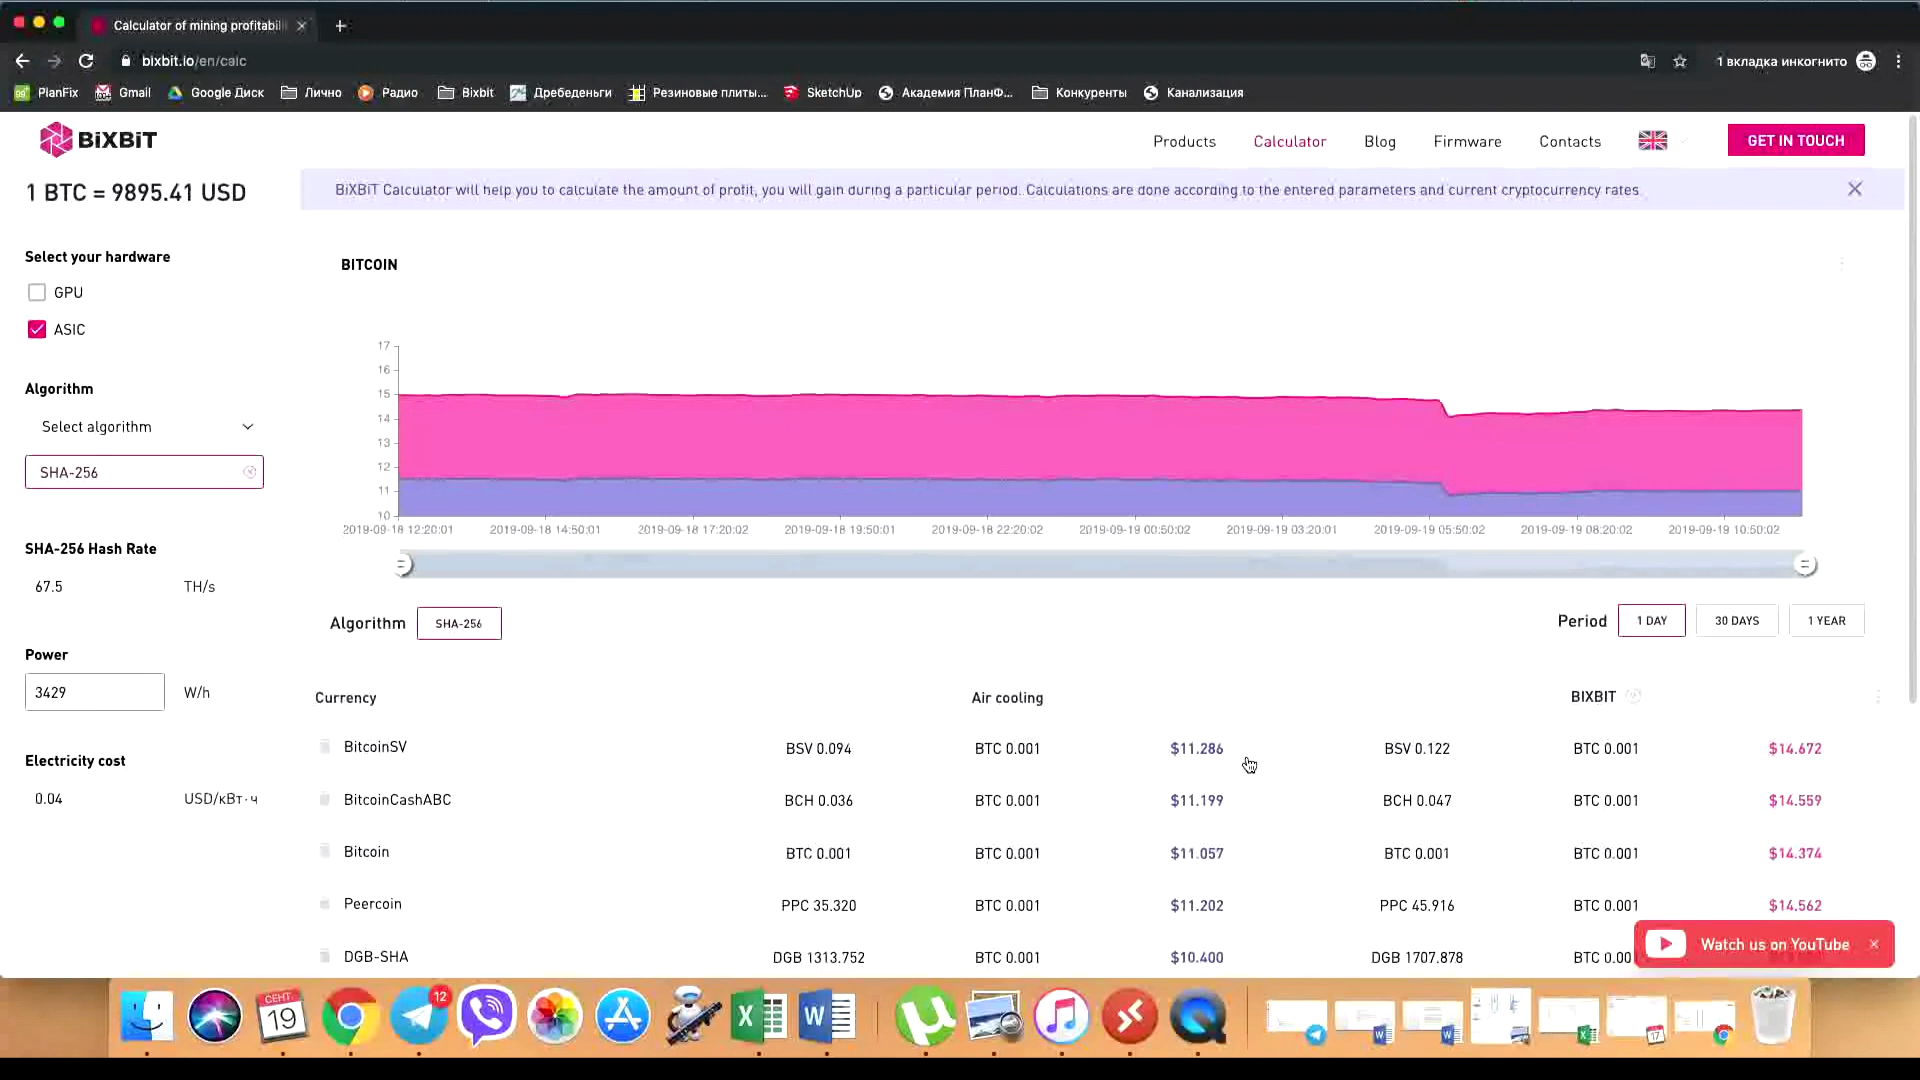 Calculator of mining profitabil
bixbit.io/en/calc
1 вкладка инкогнито
PlanFix
Gmail
Google Диск
Лично
Радио
Bixbit
Дребеденьги
Резиновые плиты...
SketchUp
Академия ПланФ...
Конкуренты
Канализация
BiXBiT
Products
Calculator
Blog
Firmware
Contacts
GET IN TOUCH
1 BTC = 9895.41 USD
BiXBiT Calculator will help you to calculate the amount of profit, you will gain during a particular period. Calculations are done according to the entered parameters and current cryptocurrency rates.
Select your hardware
GPU
ASIC
Algorithm
Select algorithm
SHA-256
SHA-256 Hash Rate
67.5 TH/s
Power
3429 W/h
Electricity cost
0.04 USD/кВт·ч
BITCOIN
17
16
15
14
13
12
11
10
2019-09-18 12:20:01 2019-09-18 14:50:01 2019-09-18 17:20:02 2019-09-18 19:50:01 2019-09-18 22:20:02 2019-09-19 00:50:02 2019-09-19 03:20:01 2019-09-19 05:50:02 2019-09-19 08:20:02 2019-09-19 10:50:02
Algorithm SHA-256
Period 1 DAY 30 DAYS 1 YEAR
Currency Air cooling BIXBIT
BitcoinSV BSV 0.094 BTC 0.001 $11.286 BSV 0.122 BTC 0.001 $14.672
BitcoinCashABC BCH 0.036 BTC 0.001 $11.199 BCH 0.047 BTC 0.001 $14.559
Bitcoin BTC 0.001 BTC 0.001 $11.057 BTC 0.001 BTC 0.001 $14.374
Peercoin PPC 35.320 BTC 0.001 $11.202 PPC 45.916 BTC 0.001 $14.562
DGB-SHA DGB 1313.752 BTC 0.001 $10.400 DGB 1707.878 BTC 0.00
Watch us on YouTube
СЕНТ.
19
12
17